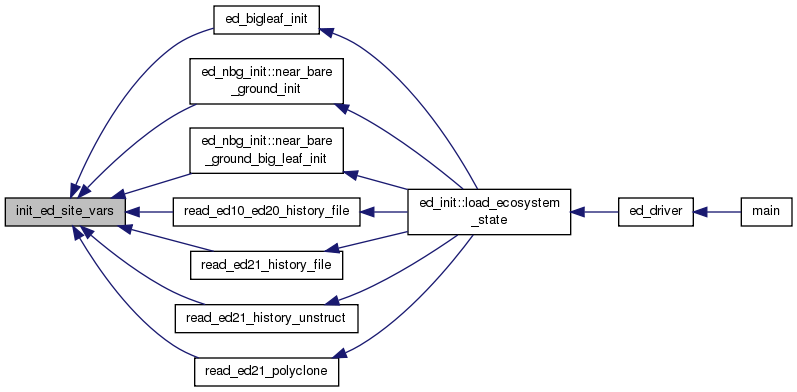 ed_bigleaf_init
ed_nbg_init::near_bare
_ground_init
ed_nbg_init::near_bare
_ground_big_leaf_init
init_ed_site_vars
read_ed10_ed20_history_file
ed_init::load_ecosystem
_state
ed_driver
main
read_ed21_history_file
read_ed21_history_unstruct
read_ed21_polyclone